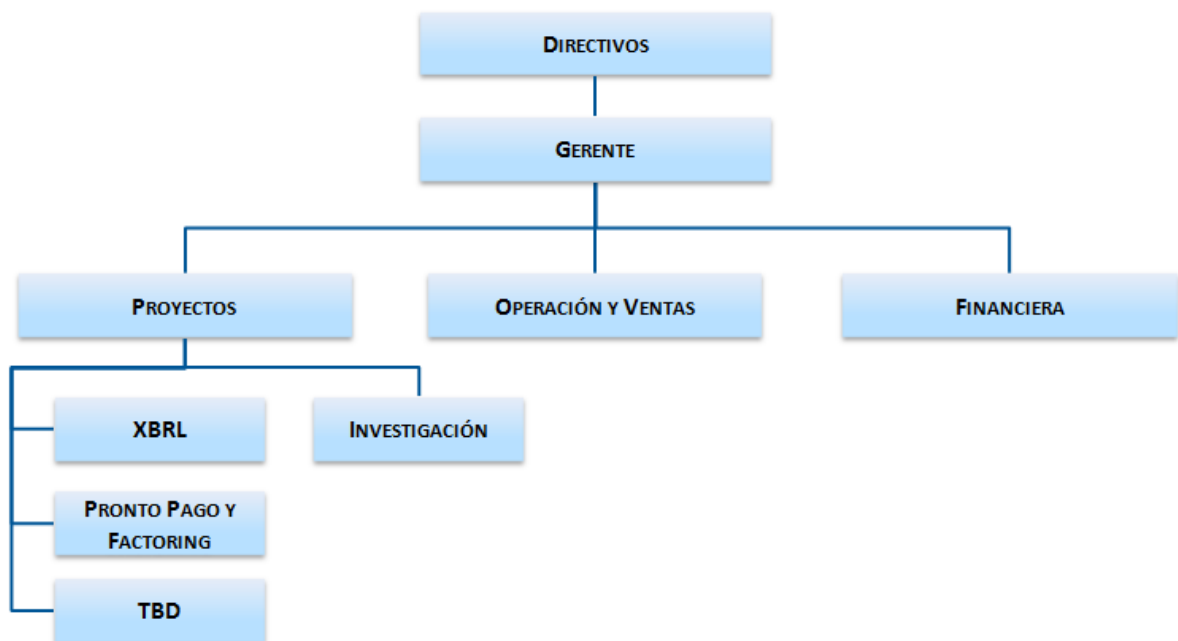 DIRECTIVOS
GERENTE
PROYECTOS
OPERACIÓN Y VENTAS
FINANCIERA
XBRL
INVESTIGACIÓN
PRONTO PAGO Y
FACTORING
TBD